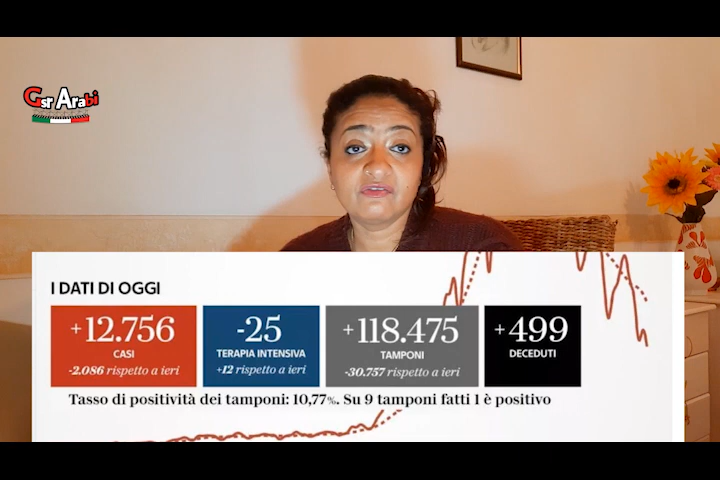 Gsr Arabi
I DATI DI OGGI
+12.756
CASI
-2.086 rispetto a ieri
-25
TERAPIA INTENSIVA
+12 rispetto a ieri
+118.475
TAMPONI
-30.757 rispetto a ieri
+499
DECEDUTI
Tasso di positività dei tamponi: 10,77%. Su 9 tamponi fatti 1 è positivo